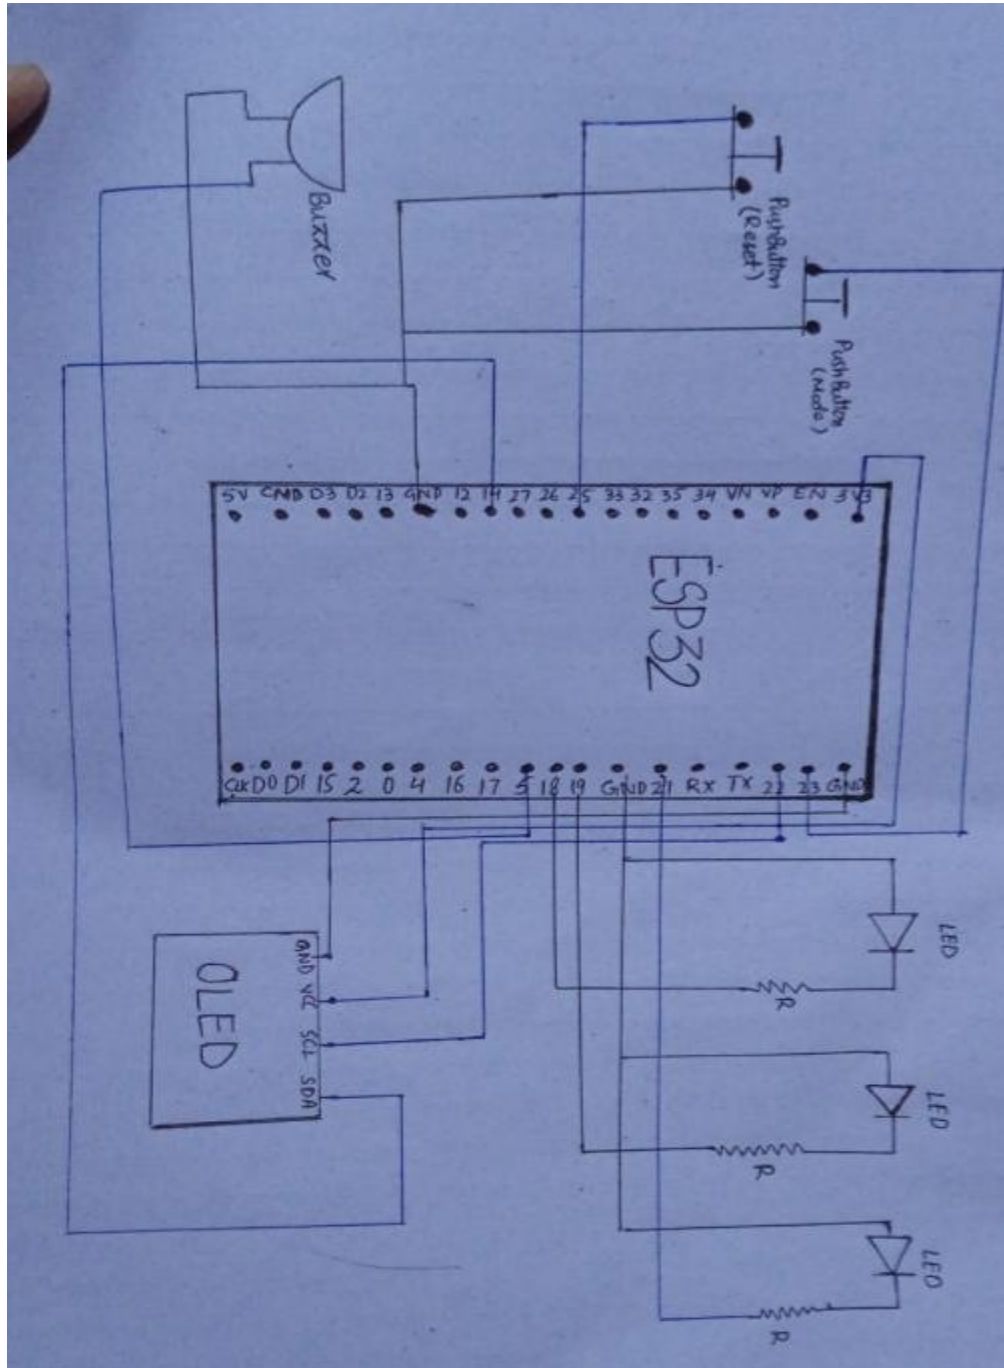 Buzzer
PushButton
(Reset)
PushButton
(Mode)
5V GND D3 D2 13 GND 12 14 27 26 25 33 32 35 34 VN VP EN 3V3
ESP32
CLK D0 D1 15 2 0 4 16 17 5 18 19 GND 21 RX TX 22 23 GND
LED
R
LED
R
LED
R
OLED
GND VCC SCL SDA